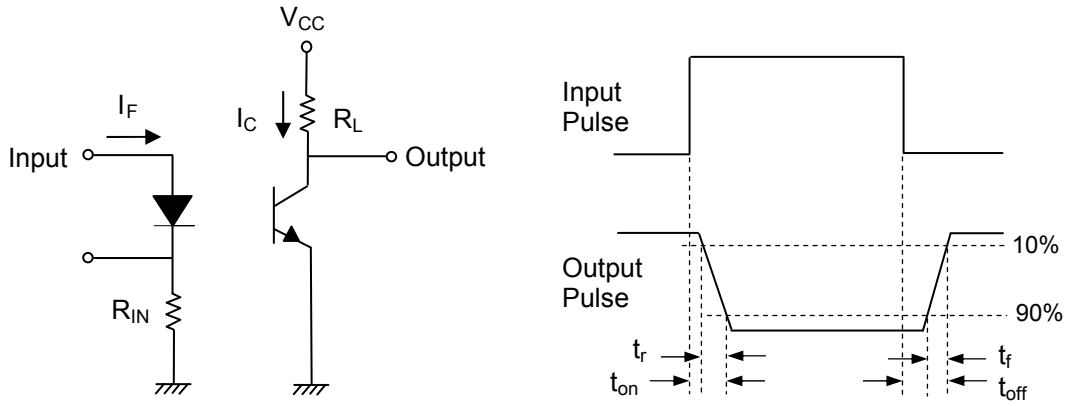 V_CC
I_F
I_C
R_L
Input
Output
R_IN
Input
Pulse
Output
Pulse
10%
90%
t_r
t_f
t_on
t_off